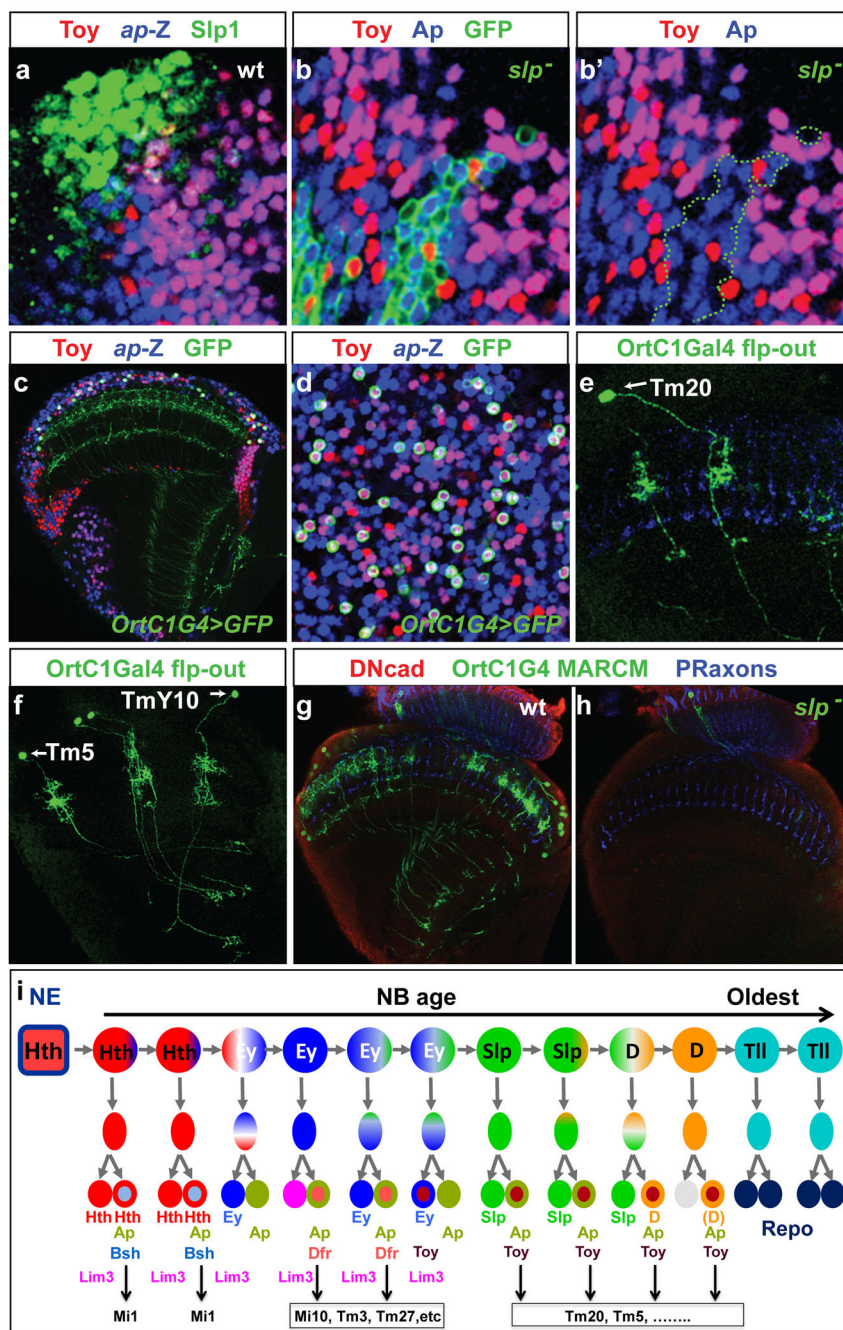 Toy ap-Z Slp1
Toy Ap GFP
Toy Ap
a
wt
b
slp-
b'
slp-
Toy ap-Z GFP
Toy ap-Z GFP
OrtC1Gal4 flp-out
c
OrtC1G4>GFP
d
OrtC1G4>GFP
e
Tm20
OrtC1Gal4 flp-out
DNcad OrtC1G4 MARCM PRaxons
f
TmY10
Tm5
g
wt
h
slp-
i
NE
NB age
Oldest
Hth Hth Hth Ey Ey Ey Ey Slp Slp D D Tll Tll
Hth Hth Hth Hth Ey Ey Ey Slp Slp Slp D (D)
Ap Ap Ap Ap Ap Ap Ap Ap Ap Ap
Repo
Bsh Bsh Dfr Dfr Toy Toy Toy Toy Toy
Lim3 Lim3 Lim3 Lim3 Lim3 Lim3
Mi1 Mi1 Mi10, Tm3, Tm27,etc Tm20, Tm5, ........